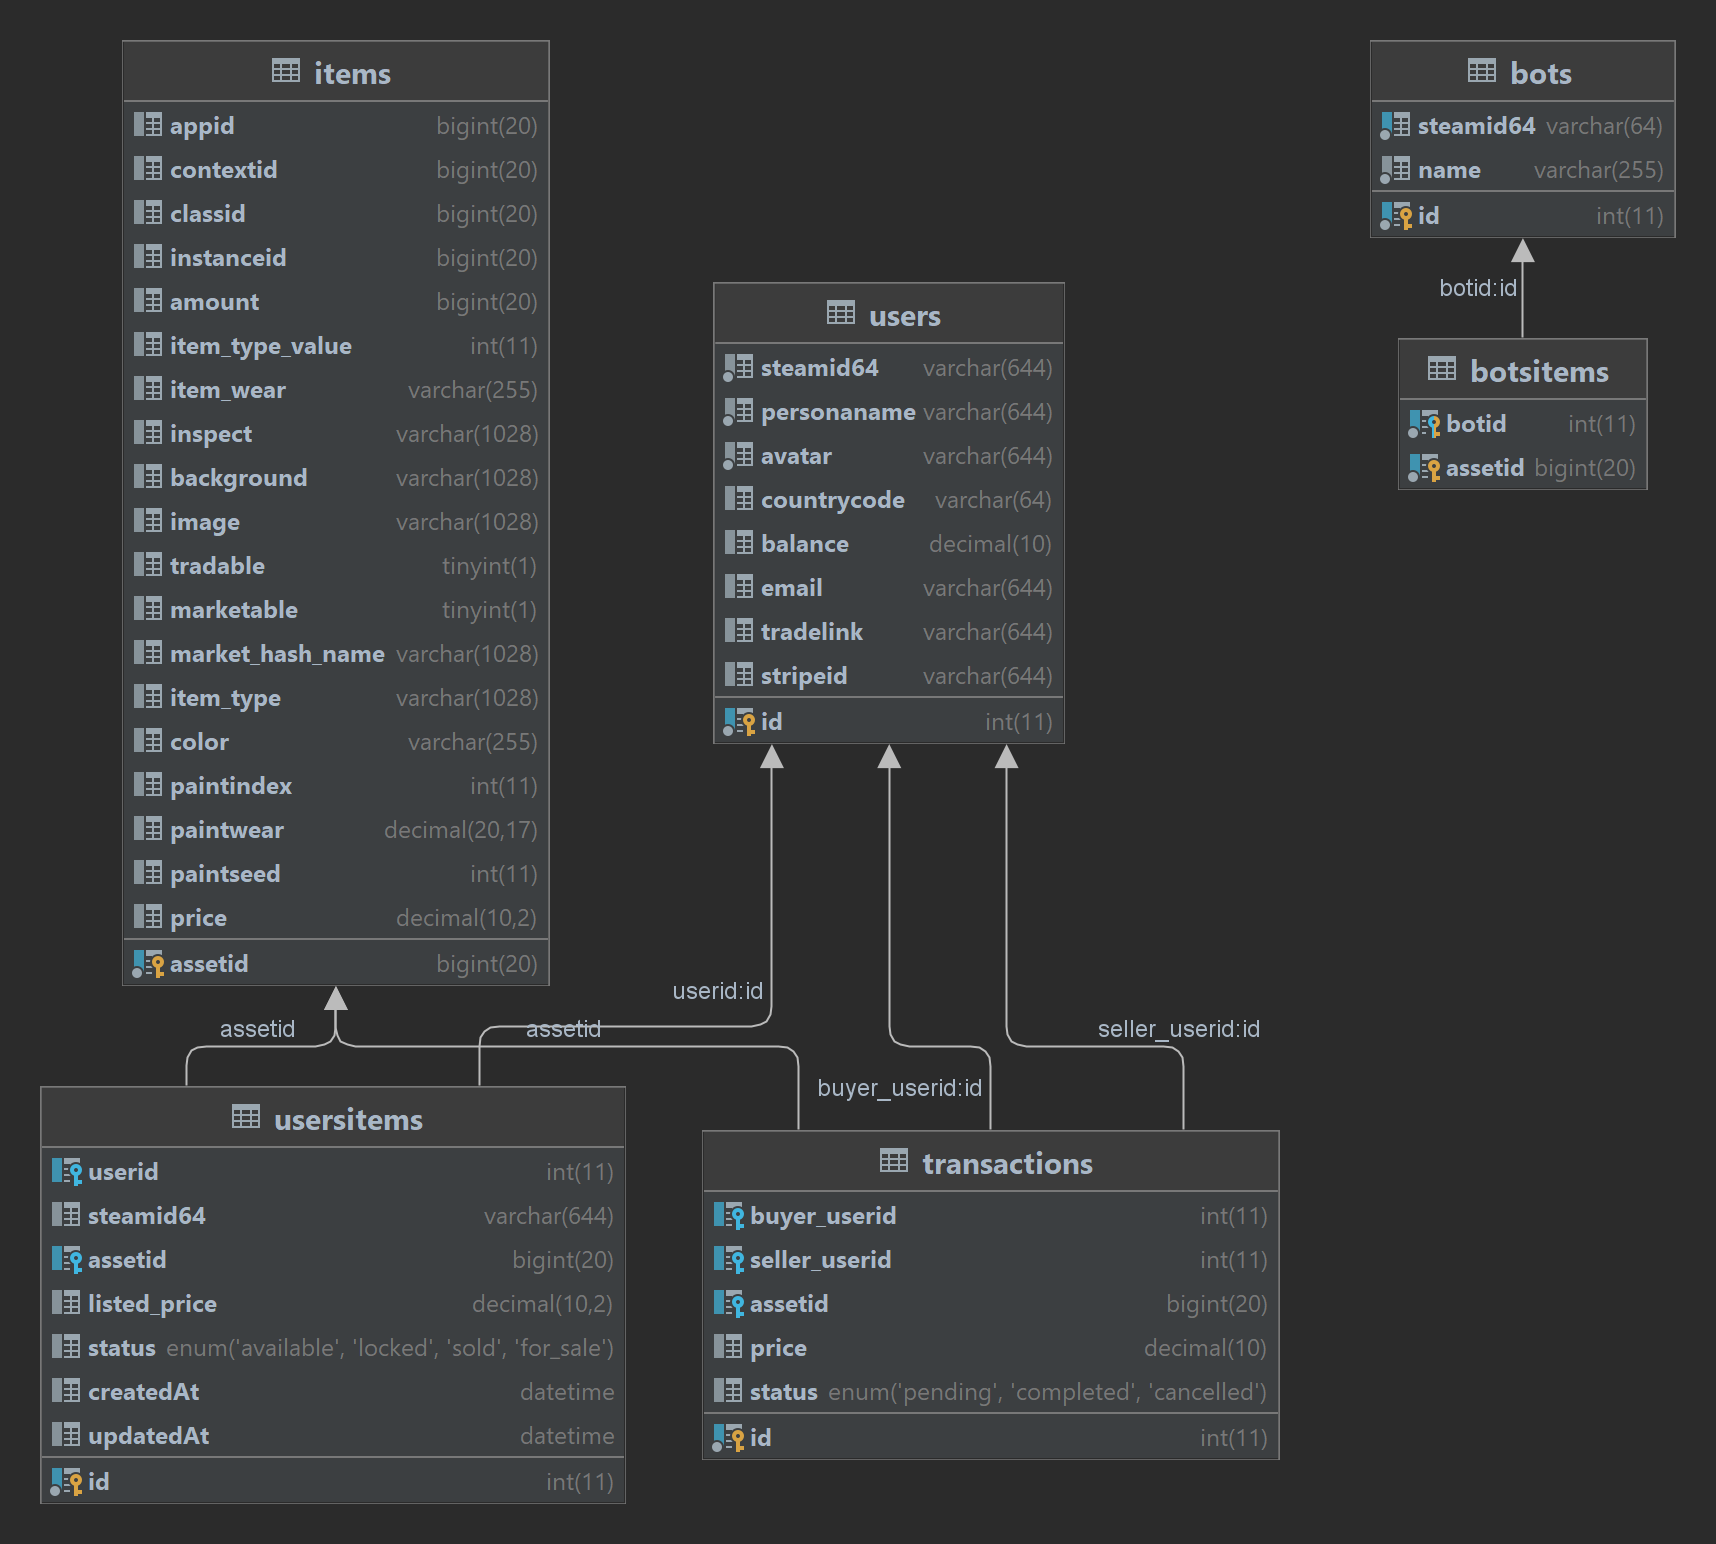 items
appid bigint(20)
contextid bigint(20)
classid bigint(20)
instanceid bigint(20)
amount bigint(20)
item_type_value int(11)
item_wear varchar(255)
inspect varchar(1028)
background varchar(1028)
image varchar(1028)
tradable tinyint(1)
marketable tinyint(1)
market_hash_name varchar(1028)
item_type varchar(1028)
color varchar(255)
paintindex int(11)
paintwear decimal(20,17)
paintseed int(11)
price decimal(10,2)
assetid bigint(20)
users
steamid64 varchar(644)
personaname varchar(644)
avatar varchar(644)
countrycode varchar(64)
balance decimal(10)
email varchar(644)
tradelink varchar(644)
stripeid varchar(644)
id int(11)
bots
steamid64 varchar(64)
name varchar(255)
id int(11)
botid:id
botsitems
botid int(11)
assetid bigint(20)
userid:id
assetid
assetid
seller_userid:id
buyer_userid:id
usersitems
userid int(11)
steamid64 varchar(644)
assetid bigint(20)
listed_price decimal(10,2)
status enum('available', 'locked', 'sold', 'for_sale')
createdAt datetime
updatedAt datetime
id int(11)
transactions
buyer_userid int(11)
seller_userid int(11)
assetid bigint(20)
price decimal(10)
status enum('pending', 'completed', 'cancelled')
id int(11)